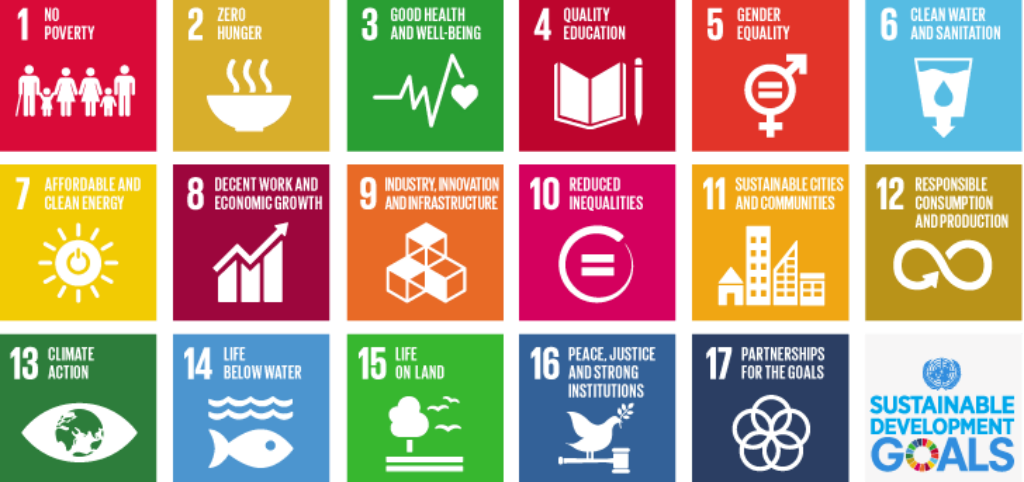 1 NO
POVERTY
2 ZERO
HUNGER
3 GOOD HEALTH
AND WELL-BEING
4 QUALITY
EDUCATION
5 GENDER
EQUALITY
6 CLEAN WATER
AND SANITATION
7 AFFORDABLE AND
CLEAN ENERGY
8 DECENT WORK AND
ECONOMIC GROWTH
9 INDUSTRY, INNOVATION
AND INFRASTRUCTURE
10 REDUCED
INEQUALITIES
11 SUSTAINABLE CITIES
AND COMMUNITIES
12 RESPONSIBLE
CONSUMPTION
AND PRODUCTION
13 CLIMATE
ACTION
14 LIFE
BELOW WATER
15 LIFE
ON LAND
16 PEACE, JUSTICE
AND STRONG
INSTITUTIONS
17 PARTNERSHIPS
FOR THE GOALS
SUSTAINABLE
DEVELOPMENT
GOALS